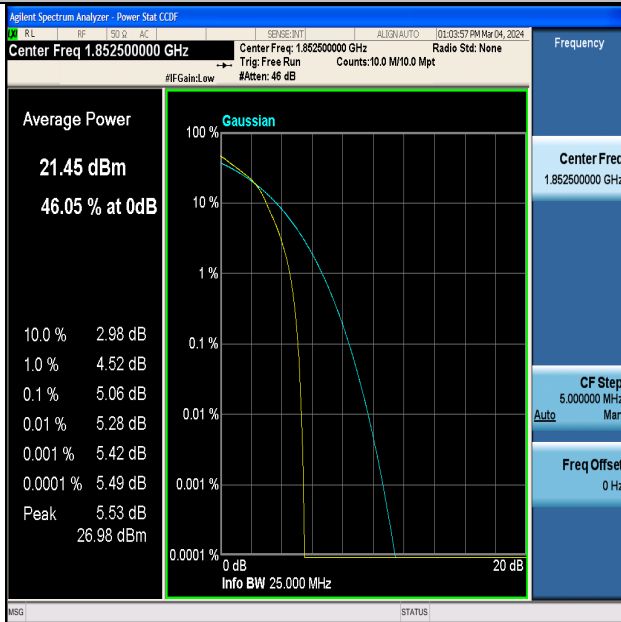 Agilent Spectrum Analyzer - Power Stat CCDF
LXI RL RF 50 Ω AC SENSE:INT ALIGN AUTO 01:03:57 PM Mar 04, 2024
Center Freq 1.852500000 GHz
Center Freq: 1.852500000 GHz Radio Std: None
Trig: Free Run Counts:10.0 M/10.0 Mpt
#IFGain:Low #Atten: 46 dB
Frequency
Average Power
21.45 dBm
46.05 % at 0dB
10.0 % 2.98 dB
1.0 % 4.52 dB
0.1 % 5.06 dB
0.01 % 5.28 dB
0.001 % 5.42 dB
0.0001 % 5.49 dB
Peak 5.53 dB
26.98 dBm
Gaussian
100 %
10 %
1 %
0.1 %
0.01 %
0.001 %
0.0001 %
0 dB 20 dB
Info BW 25.000 MHz
Center Freq
1.852500000 GHz
CF Step
5.000000 MHz
Auto Man
Freq Offset
0 Hz
MSG STATUS